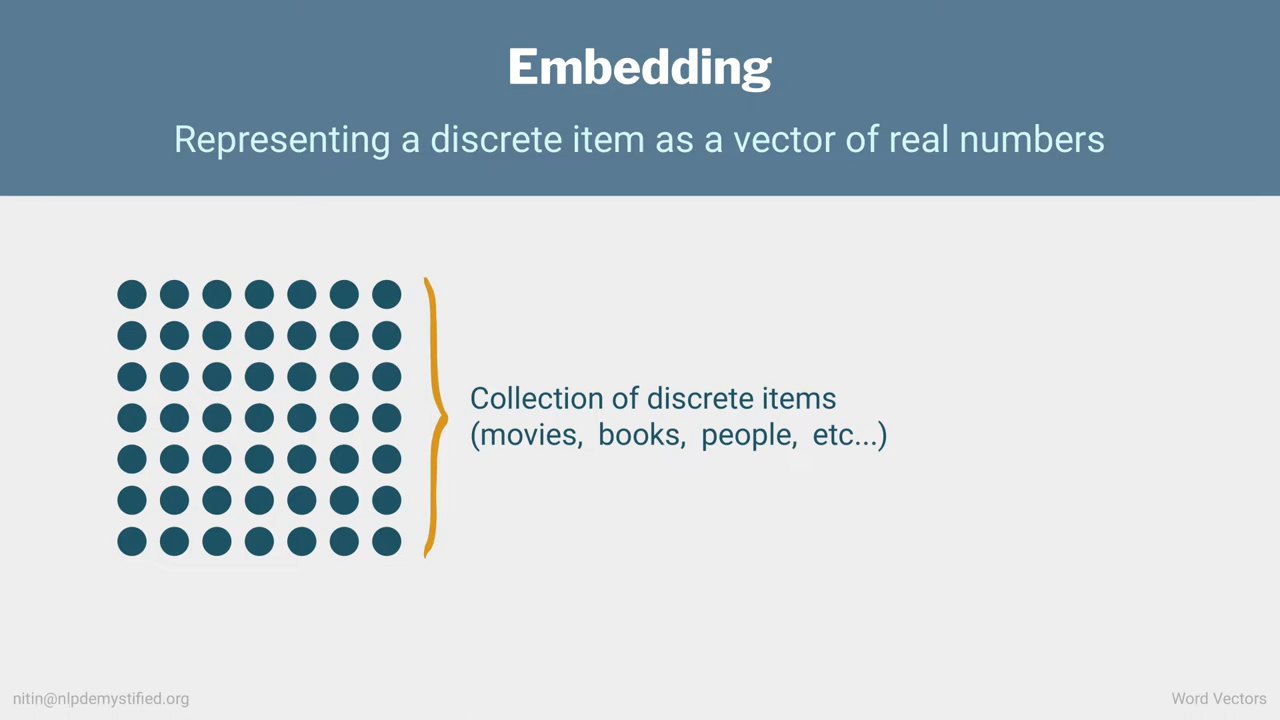 Embedding
Representing a discrete item as a vector of real numbers
Collection of discrete items
(movies, books, people, etc...)
nitin@nlpdemystified.org
Word Vectors